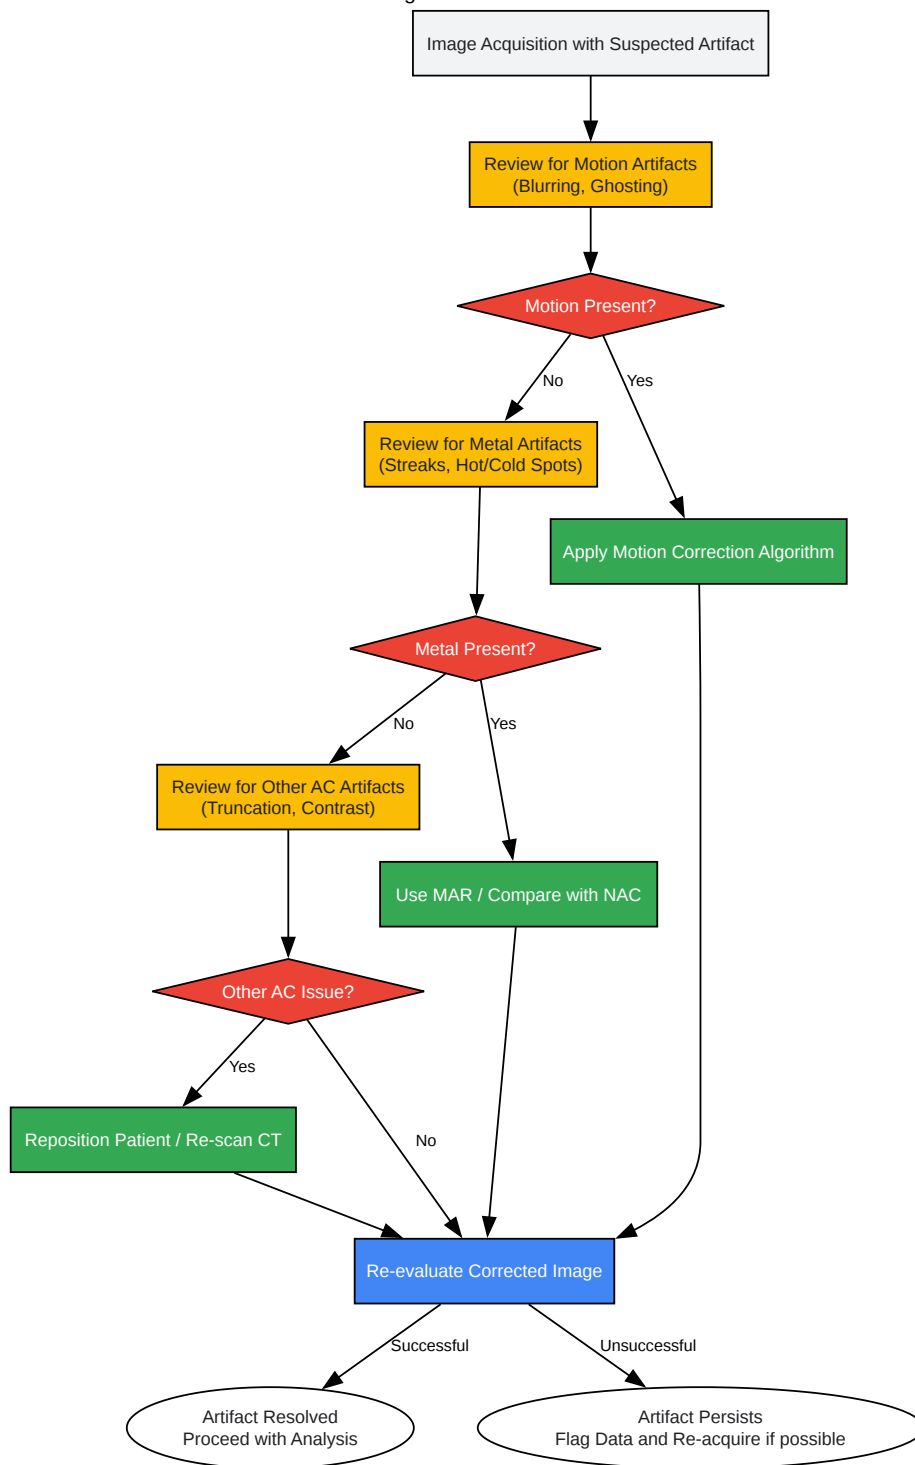 Image Acquisition with Suspected Artifact
Review for Motion Artifacts
(Blurring, Ghosting)
Motion Present?
No
Yes
Review for Metal Artifacts
(Streaks, Hot/Cold Spots)
Apply Motion Correction Algorithm
Metal Present?
No
Yes
Review for Other AC Artifacts
(Truncation, Contrast)
Use MAR / Compare with NAC
Other AC Issue?
Yes
No
Reposition Patient / Re-scan CT
Re-evaluate Corrected Image
Successful
Unsuccessful
Artifact Resolved
Proceed with Analysis
Artifact Persists
Flag Data and Re-acquire if possible